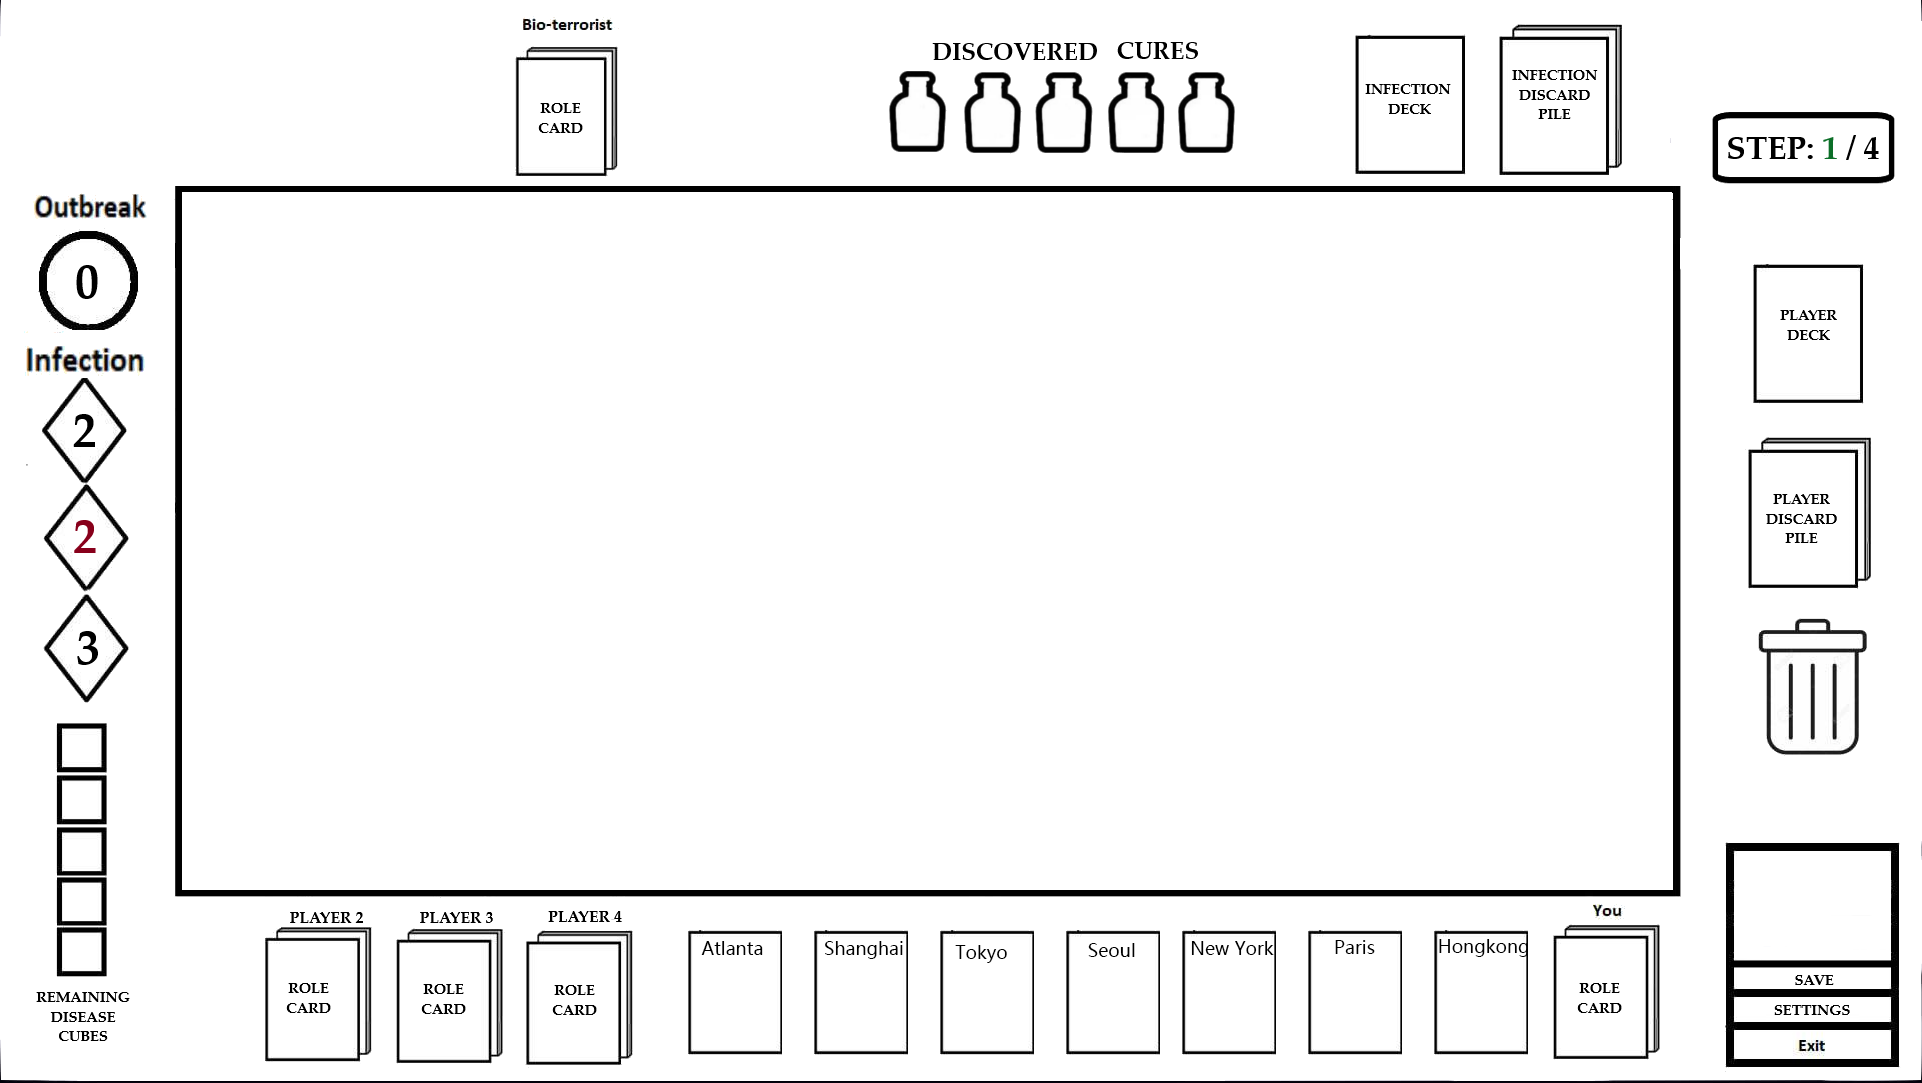 Bio-terrorist
ROLE
CARD
DISCOVERED CURES
INFECTION
DECK
INFECTION
DISCARD
PILE
STEP: 1 / 4
Outbreak
0
Infection
2
2
3
REMAINING
DISEASE
CUBES
PLAYER
DECK
PLAYER
DISCARD
PILE
PLAYER 2
ROLE
CARD
PLAYER 3
ROLE
CARD
PLAYER 4
ROLE
CARD
Atlanta
Shanghai
Tokyo
Seoul
New York
Paris
Hongkong
You
ROLE
CARD
SAVE
SETTINGS
Exit